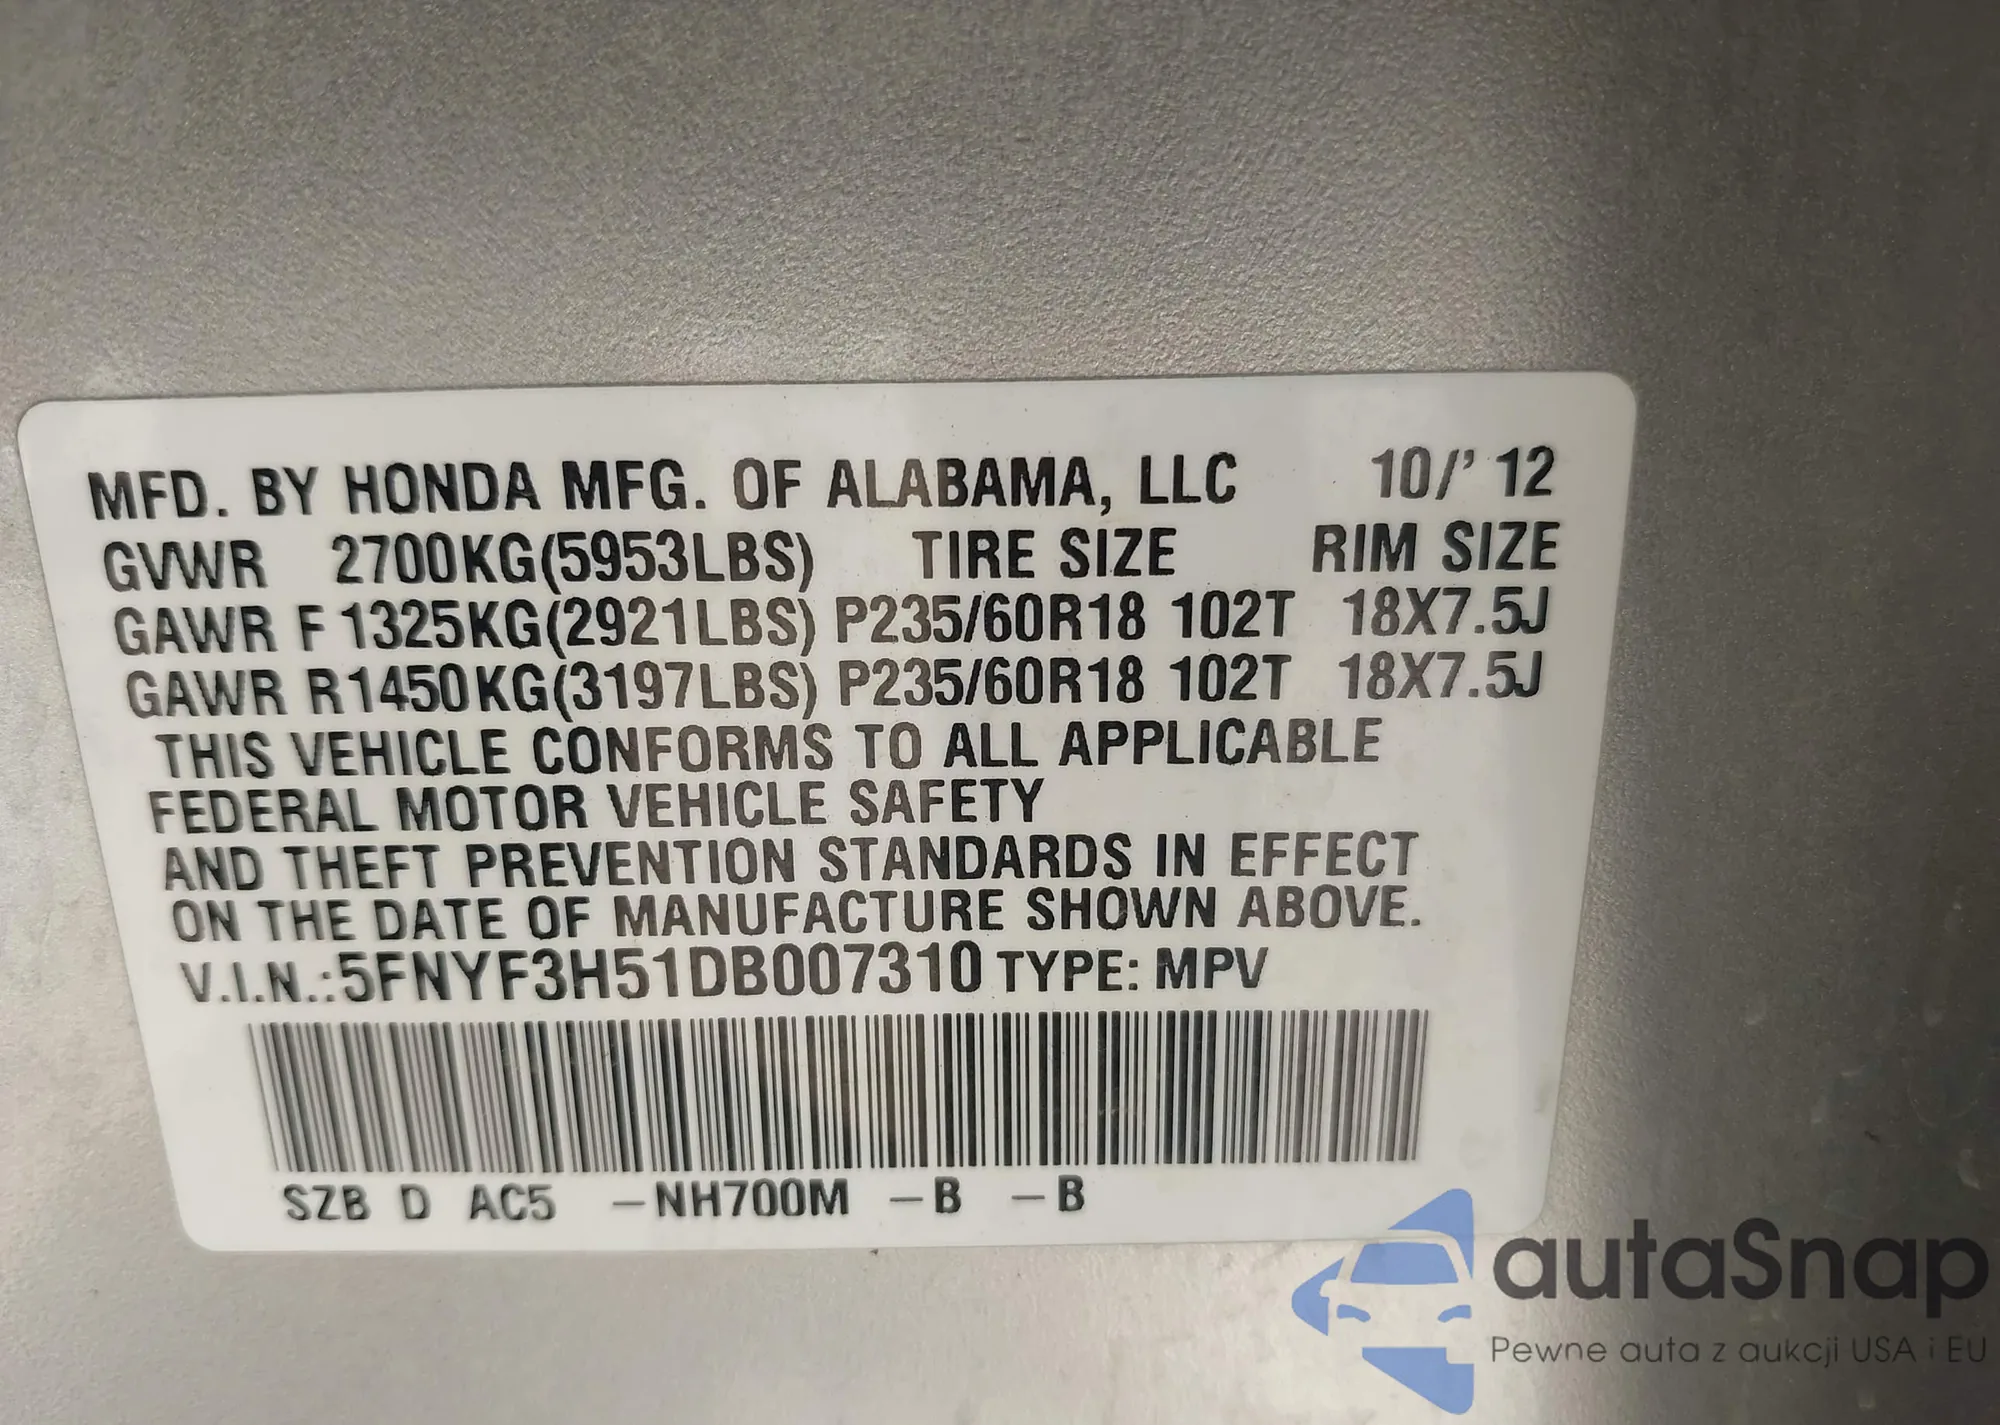 MFD. BY HONDA MFG. OF ALABAMA, LLC 10/' 12
GVWR 2700KG(5953LBS) TIRE SIZE RIM SIZE
GAWR F 1325KG(2921LBS) P235/60R18 102T 18X7.5J
GAWR R1450KG(3197LBS) P235/60R18 102T 18X7.5J
THIS VEHICLE CONFORMS TO ALL APPLICABLE
FEDERAL MOTOR VEHICLE SAFETY
AND THEFT PREVENTION STANDARDS IN EFFECT
ON THE DATE OF MANUFACTURE SHOWN ABOVE.
V.I.N.:5FNYF3H51DB007310 TYPE: MPV
SZB D AC5 –NH700M –B –B
autaSnap
Pewne auta z aukcji USA i EU